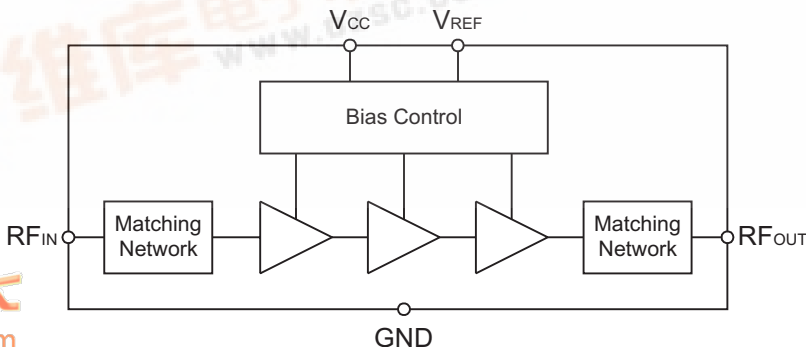 VCC VREF
Bias Control
RFIN
Matching
Network
Matching
Network
RFOUT
GND